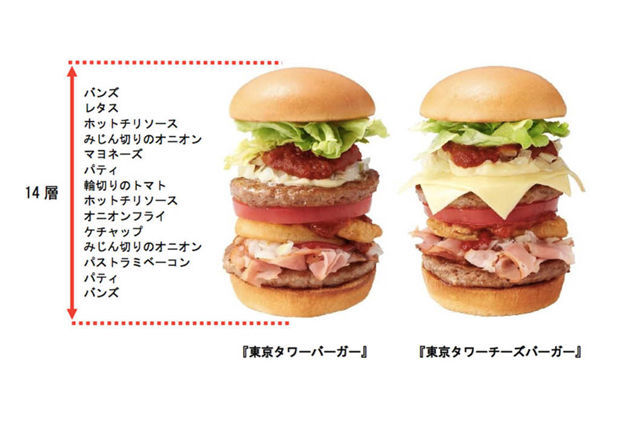 14層
バンズ
レタス
ホットチリソース
みじん切りのオニオン
マヨネーズ
パティ
輪切りのトマト
ホットチリソース
オニオンフライ
ケチャップ
みじん切りのオニオン
パストラミベーコン
パティ
バンズ
『東京タワーバーガー』
『東京タワーチーズバーガー』